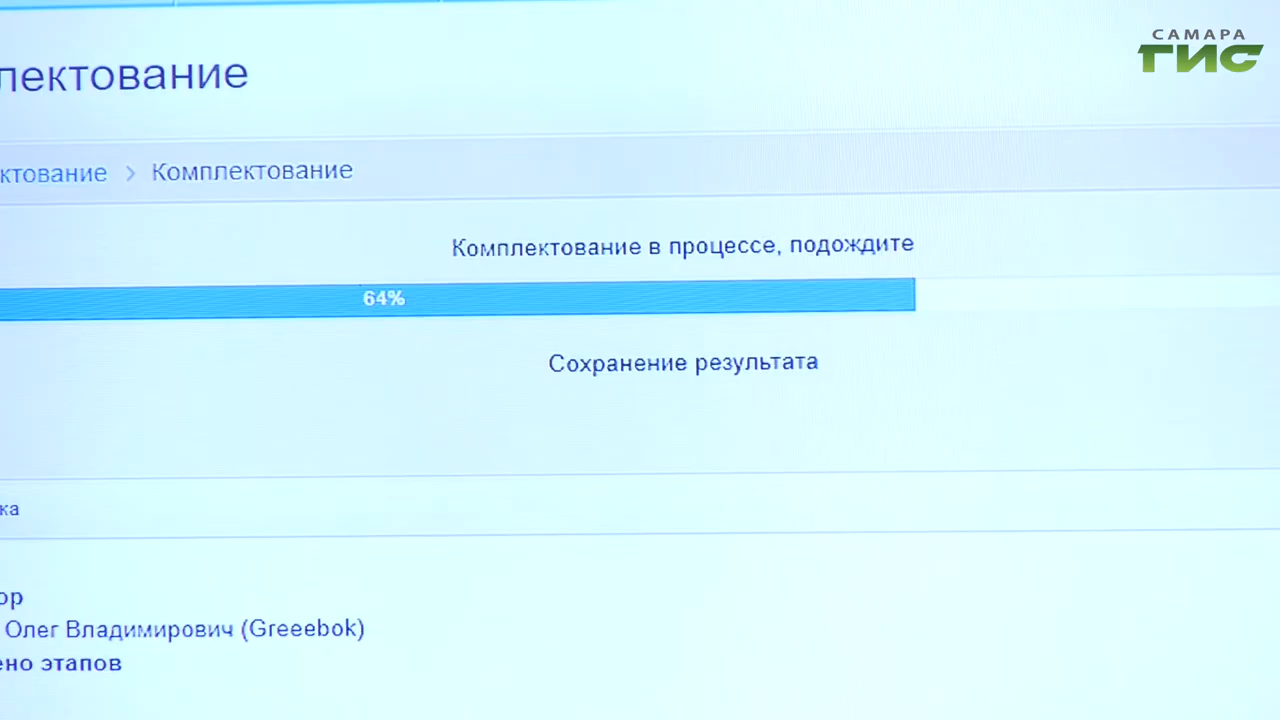 САМАРА
ГИС
лектование
ктование > Комплектование
Комплектование в процессе, подождите
64%
Сохранение результата
ка
ор
Олег Владимирович (Greeebok)
ено этапов